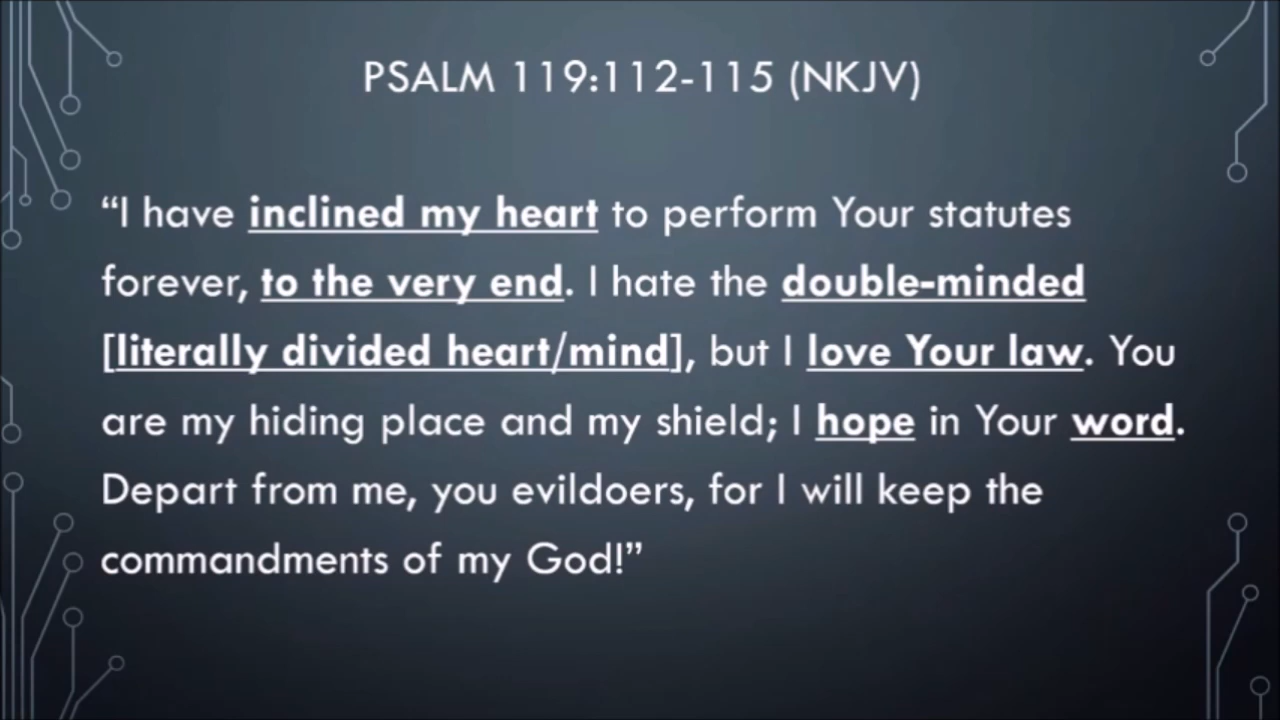 PSALM 119:112-115 (NKJV)
“I have inclined my heart to perform Your statutes
forever, to the very end. I hate the double-minded
[literally divided heart/mind], but I love Your law. You
are my hiding place and my shield; I hope in Your word.
Depart from me, you evildoers, for I will keep the
commandments of my God!”